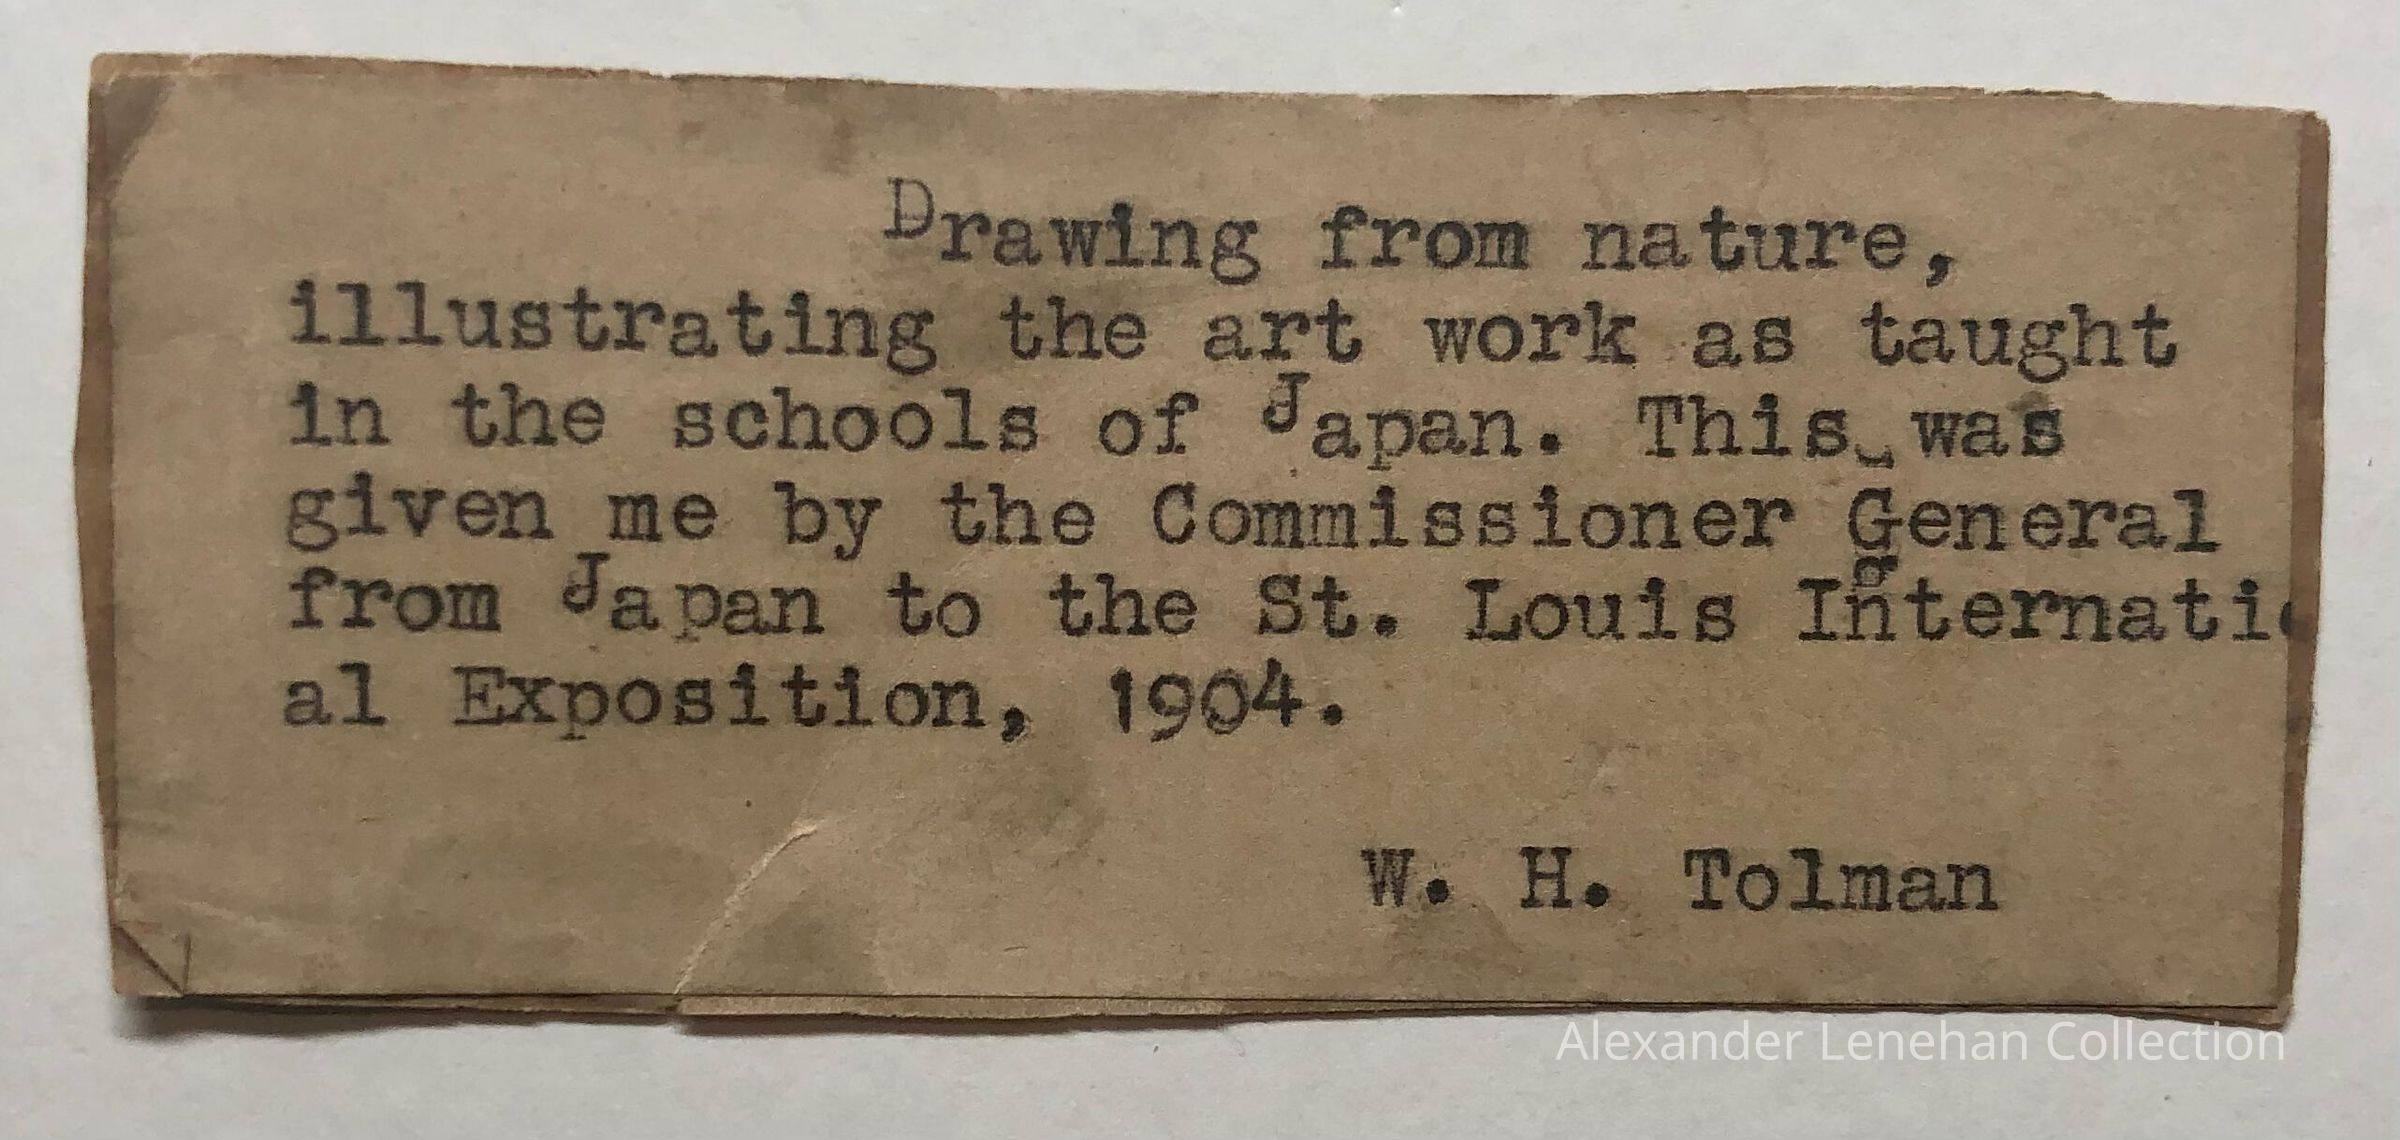 Drawing from nature,
illustrating the art work as taught
in the schools of Japan. This was
given me by the Commissioner General
from Japan to the St. Louis Internatio
al Exposition, 1904.
W. H. Tolman
Alexander Lenehan Collection